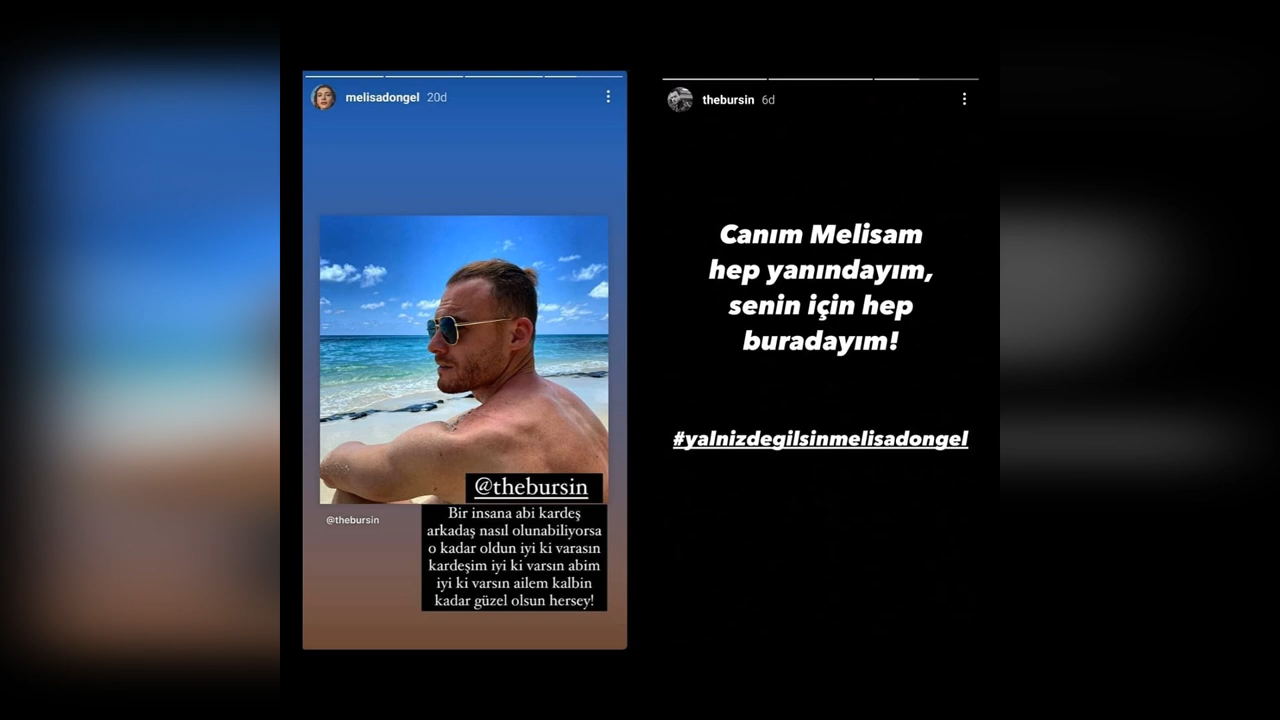 melisadongel 20d
@thebursin
@thebursin
Bir insana abi kardeş
arkadaş nasıl olunabiliyorsa
o kadar oldun iyi ki varasın
kardeşim iyi ki varsın abim
iyi ki varsın ailem kalbin
kadar güzel olsun hersey!
thebursin 6d
Canım Melisam
hep yanındayım,
senin için hep
buradayım!
#yalnizdegilsinmelisadongel